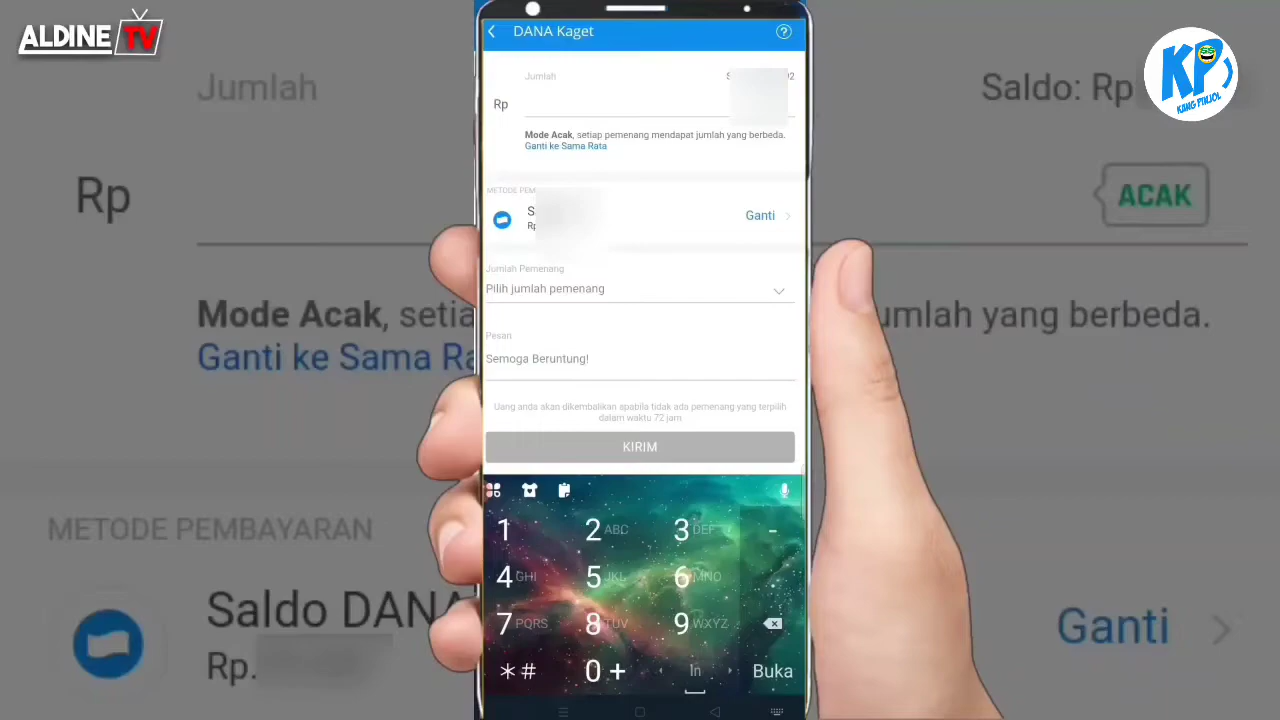 ALDINE TV
KP
KANG PINJOL
DANA Kaget
?
Jumlah
Rp
Mode Acak, setiap pemenang mendapat jumlah yang berbeda.
Ganti ke Sama Rata
METODE
Rp
Ganti
Jumlah Pemenang
Pilih jumlah pemenang
Pesan
Semoga Beruntung!
Uang anda akan dikembalikan apabila tidak ada pemenang yang terpilih
dalam waktu 72 jam
KIRIM
1 2 ABC 3 DEF -
4 GHI 5 JKL 6 MNO .
7 PQRS 8 TUV 9 WXYZ
*# 0 + In Buka
Jumlah
Saldo: Rp
Rp
ACAK
Mode Acak, setia
umlah yang berbeda.
Ganti ke Sama Ra
METODE PEMBAYARAN
Saldo DANA
Rp.
Ganti